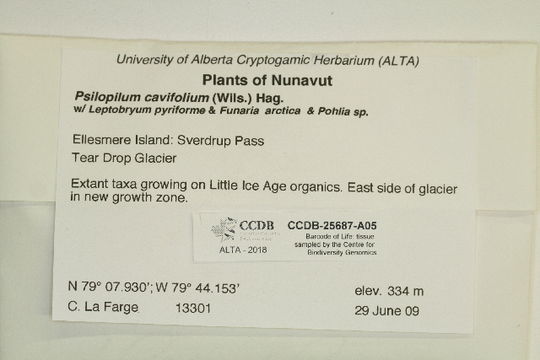 University of Alberta Cryptogamic Herbarium (ALTA)
Plants of Nunavut
Psilopilum cavifolium (Wils.) Hag.
w/ Leptobryum pyriforme & Funaria arctica & Pohlia sp.
Ellesmere Island: Sverdrup Pass
Tear Drop Glacier
Extant taxa growing on Little Ice Age organics. East side of glacier
in new growth zone.
CCDB
ALTA - 2018
CCDB-25687-A05
Barcode of Life: tissue
sampled by the Centre for
Biodiversity Genomics
N 79° 07.930'; W 79° 44.153'
elev. 334 m
C. La Farge 13301
29 June 09